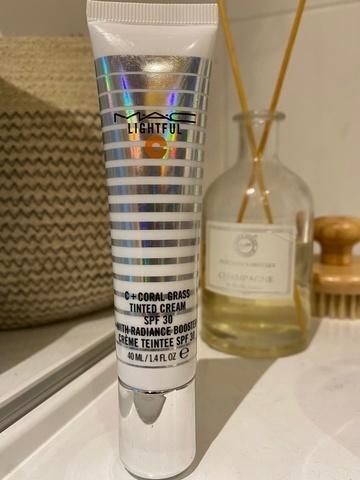 MAC
LIGHTFUL
C
C + CORAL GRASS
TINTED CREAM
SPF 30
WITH RADIANCE BOOSTER
CRÈME TEINTEE SPF 30
40 ML / 1.4 FL OZ ℮
CHAMPAGNE